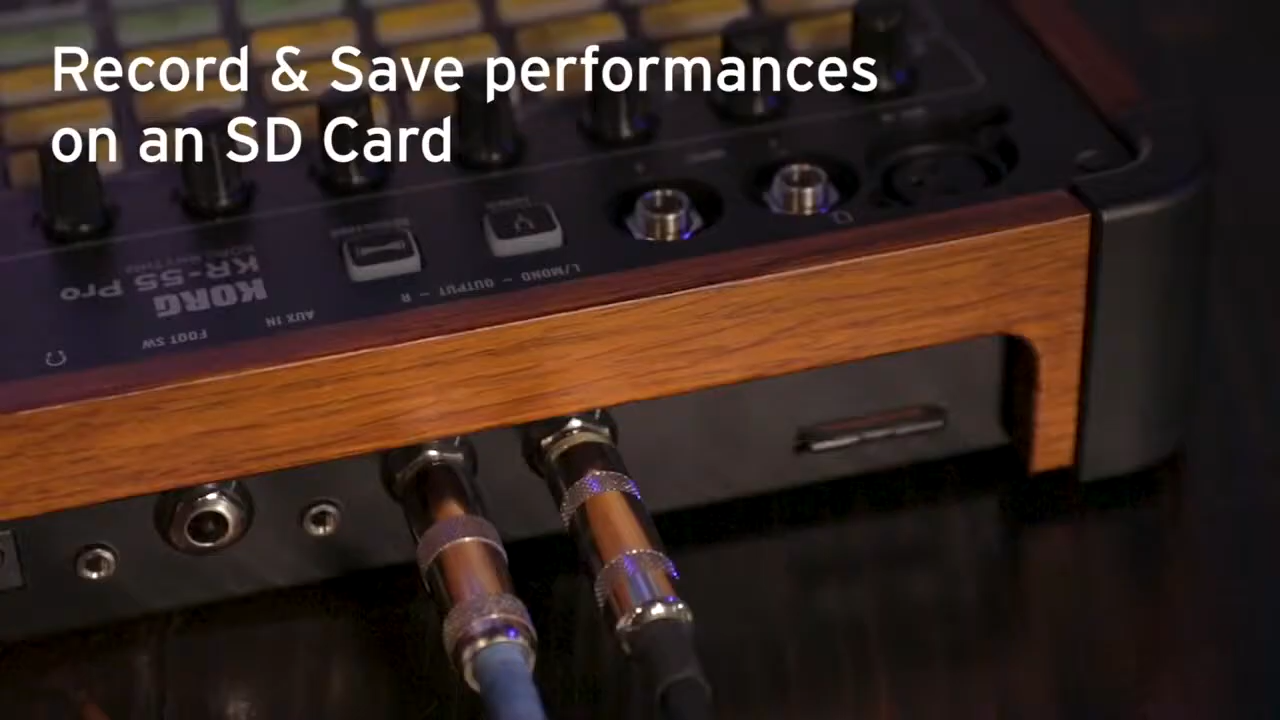 Record & Save performances
on an SD Card
L/MONO - OUTPUT - R
KORG
KR-55 Pro
AUX IN
FOOT SW